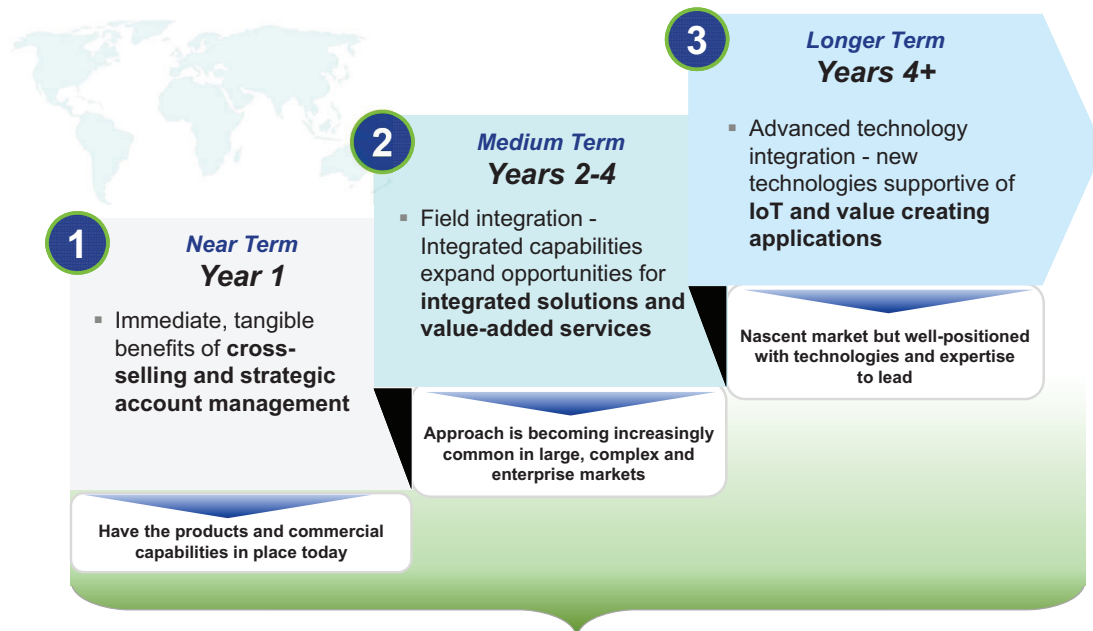 1
Near Term
Year 1
▪ Immediate, tangible
benefits of cross-
selling and strategic
account management
Have the products and commercial
capabilities in place today
2
Medium Term
Years 2-4
▪ Field integration -
Integrated capabilities
expand opportunities for
integrated solutions and
value-added services
Approach is becoming increasingly
common in large, complex and
enterprise markets
3
Longer Term
Years 4+
▪ Advanced technology
integration - new
technologies supportive of
IoT and value creating
applications
Nascent market but well-positioned
with technologies and expertise
to lead